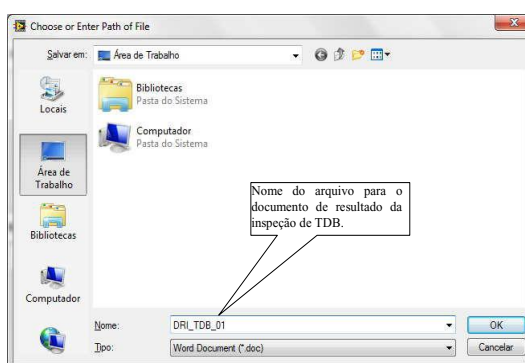 Choose or Enter Path of File
Salvar em:
Área de Trabalho
Locais
Área de
Trabalho
Bibliotecas
Computador
Bibliotecas
Pasta do Sistema
Computador
Pasta do Sistema
Nome do arquivo para o
documento de resultado da
inspeção de TDB.
Nome:
DRI_TDB_01
OK
Tipo:
Word Document (*.doc)
Cancelar